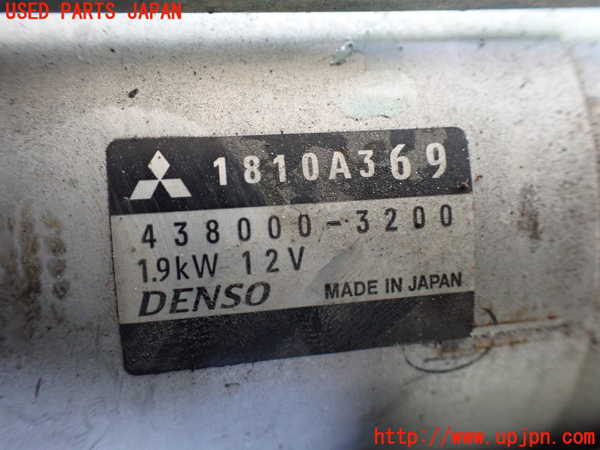 USED PARTS JAPAN
1810A369
438000-3200
1.9kW 12V
DENSO MADE IN JAPAN
http://www.upjpn.com/